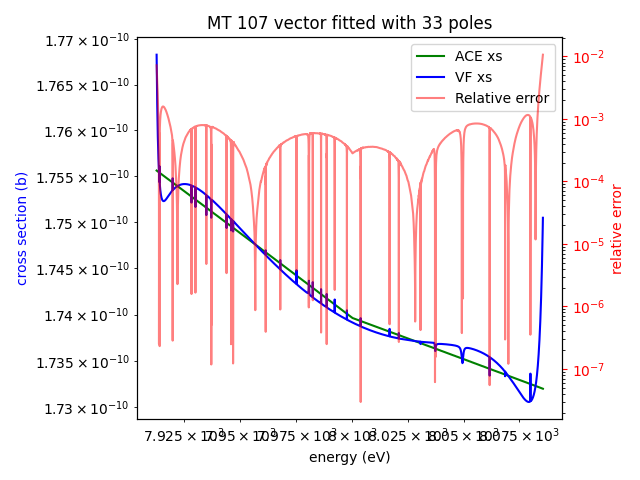 MT 107 vector fitted with 33 poles
1.77 × 10⁻¹⁰
1.765 × 10⁻¹⁰
1.76 × 10⁻¹⁰
1.755 × 10⁻¹⁰
1.75 × 10⁻¹⁰
1.745 × 10⁻¹⁰
1.74 × 10⁻¹⁰
1.735 × 10⁻¹⁰
1.73 × 10⁻¹⁰
cross section (b)
ACE xs
VF xs
Relative error
10⁻²
10⁻³
10⁻⁴
10⁻⁵
10⁻⁶
10⁻⁷
relative error
energy (eV)